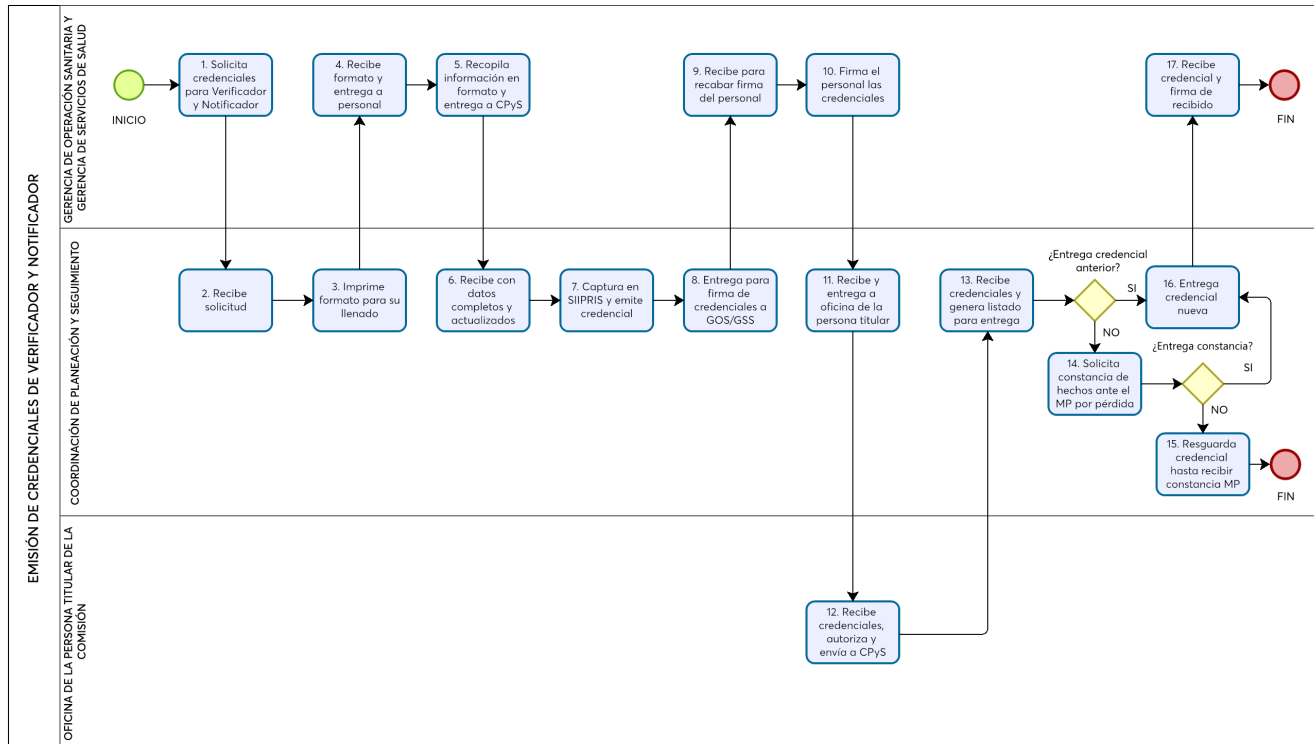 EMISIÓN DE CREDENCIALES DE VERIFICADOR Y NOTIFICADOR
GERENCIA DE OPERACIÓN SANITARIA Y
GERENCIA DE SERVICIOS DE SALUD
INICIO
1. Solicita
credenciales
para Verificador
y Notificador
4. Recibe
formato y
entrega a
personal
5. Recopila
información en
formato y
entrega a CPyS
9. Recibe para
recabar firma
del personal
10. Firma el
personal las
credenciales
17. Recibe
credencial y
firma de
recibido
FIN
COORDINACIÓN DE PLANEACIÓN Y SEGUIMIENTO
2. Recibe
solicitud
3. Imprime
formato para su
llenado
6. Recibe con
datos
completos y
actualizados
7. Captura en
SIIPRIS y emite
credencial
8. Entrega para
firma de
credenciales a
GOS/GSS
11. Recibe y
entrega a
oficina de la
persona titular
13. Recibe
credenciales y
genera listado
para entrega
¿Entrega credencial
anterior?
SI
NO
16. Entrega
credencial
nueva
14. Solicita
constancia de
hechos ante el
MP por pérdida
¿Entrega constancia?
SI
NO
15. Resguarda
credencial
hasta recibir
constancia MP
FIN
OFICINA DE LA PERSONA TITULAR DE LA
COMISIÓN
12. Recibe
credenciales,
autoriza y
envía a CPyS